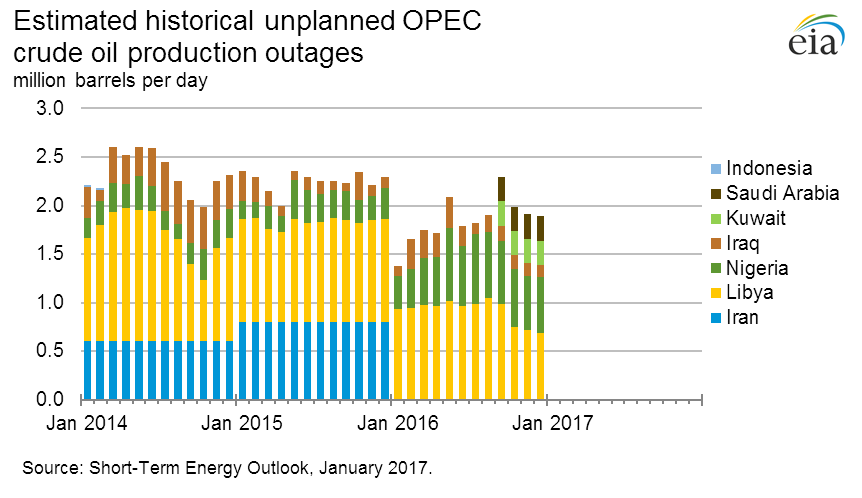 Estimated historical unplanned OPEC
crude oil production outages
million barrels per day
eia
3.0
2.5
2.0
1.5
1.0
0.5
0.0
Jan 2014
Jan 2015
Jan 2016
Jan 2017
Indonesia
Saudi Arabia
Kuwait
Iraq
Nigeria
Libya
Iran
Source: Short-Term Energy Outlook, January 2017.